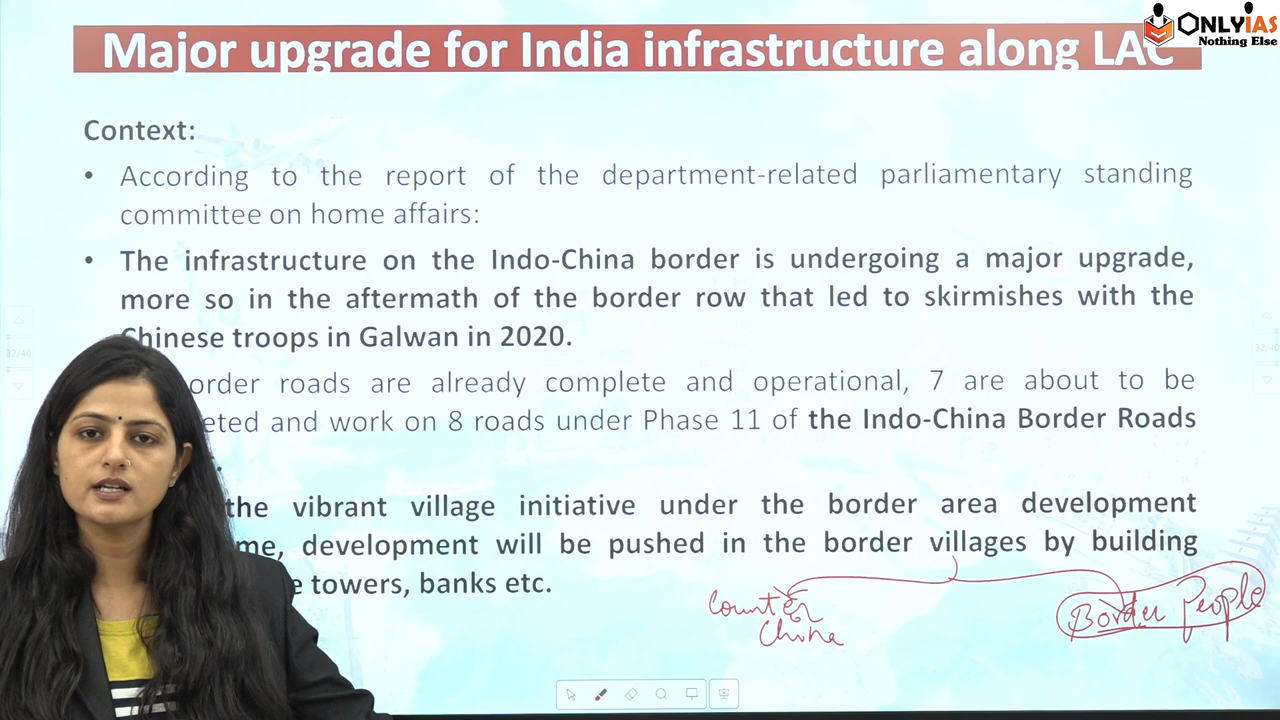 ONLYIAS
Nothing Else
Major upgrade for India infrastructure along LAC
Context:
• According to the report of the department-related parliamentary standing
committee on home affairs:
• The infrastructure on the Indo-China border is undergoing a major upgrade,
more so in the aftermath of the border row that led to skirmishes with the
Chinese troops in Galwan in 2020.
roads are already complete and operational, 7 are about to be
and work on 8 roads under Phase 11 of the Indo-China Border Roads
the vibrant village initiative under the border area development
development will be pushed in the border villages by building
towers, banks etc.
Counter
China
Border People
32/40
32/40